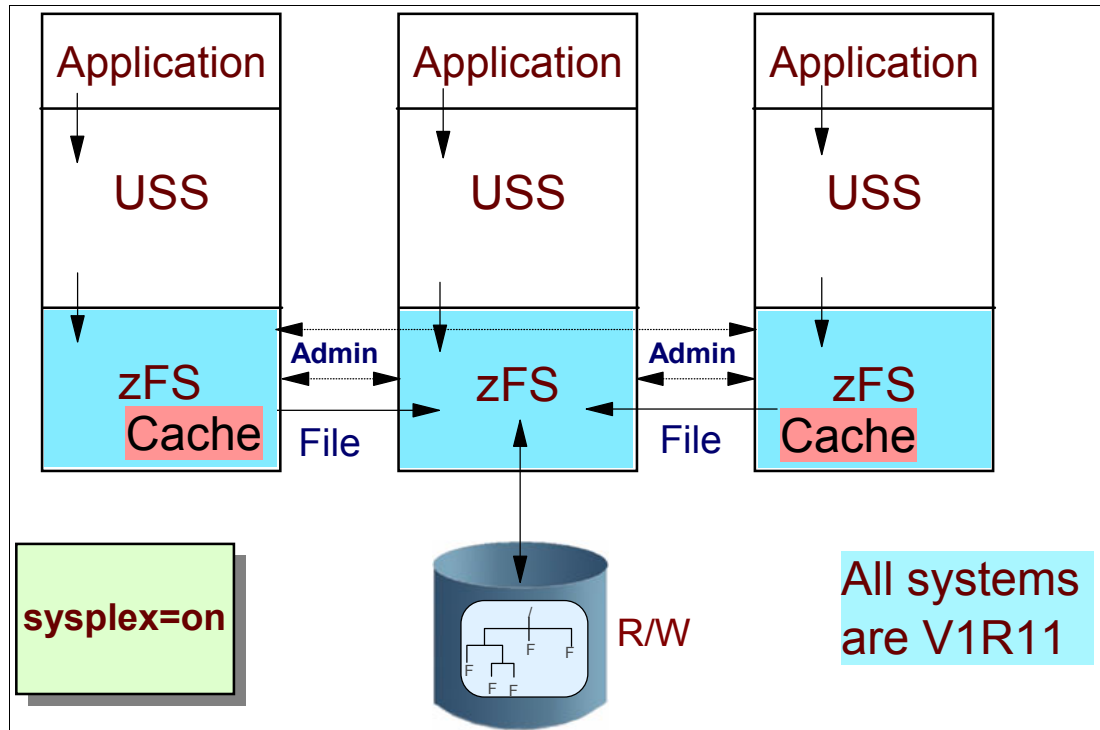 Application
Application
Application
USS
USS
USS
Admin
Admin
zFS
zFS
zFS
Cache
Cache
File
File
sysplex=on
R/W
All systems
are V1R11
/
F
F
F
F
F